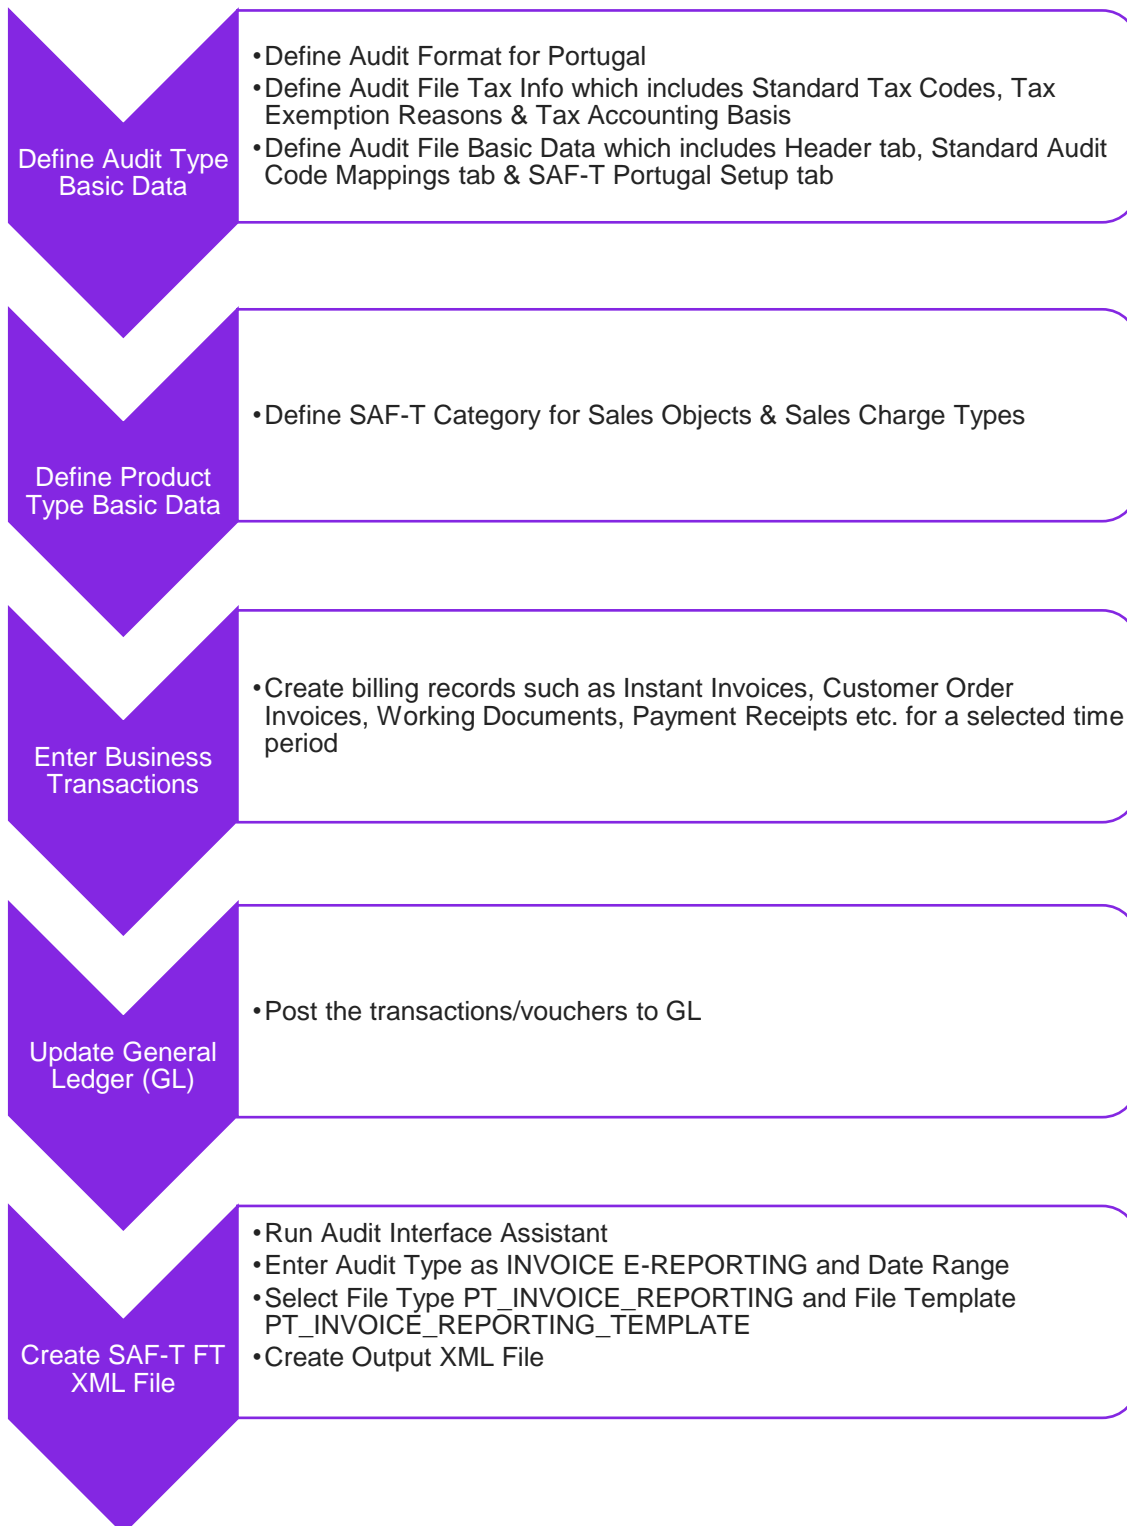 Define Audit Type
Basic Data
•Define Audit Format for Portugal
•Define Audit File Tax Info which includes Standard Tax Codes, Tax
Exemption Reasons & Tax Accounting Basis
•Define Audit File Basic Data which includes Header tab, Standard Audit
Code Mappings tab & SAF-T Portugal Setup tab
Define Product
Type Basic Data
•Define SAF-T Category for Sales Objects & Sales Charge Types
Enter Business
Transactions
•Create billing records such as Instant Invoices, Customer Order
Invoices, Working Documents, Payment Receipts etc. for a selected time
period
Update General
Ledger (GL)
•Post the transactions/vouchers to GL
Create SAF-T FT
XML File
•Run Audit Interface Assistant
•Enter Audit Type as INVOICE E-REPORTING and Date Range
•Select File Type PT_INVOICE_REPORTING and File Template
PT_INVOICE_REPORTING_TEMPLATE
•Create Output XML File